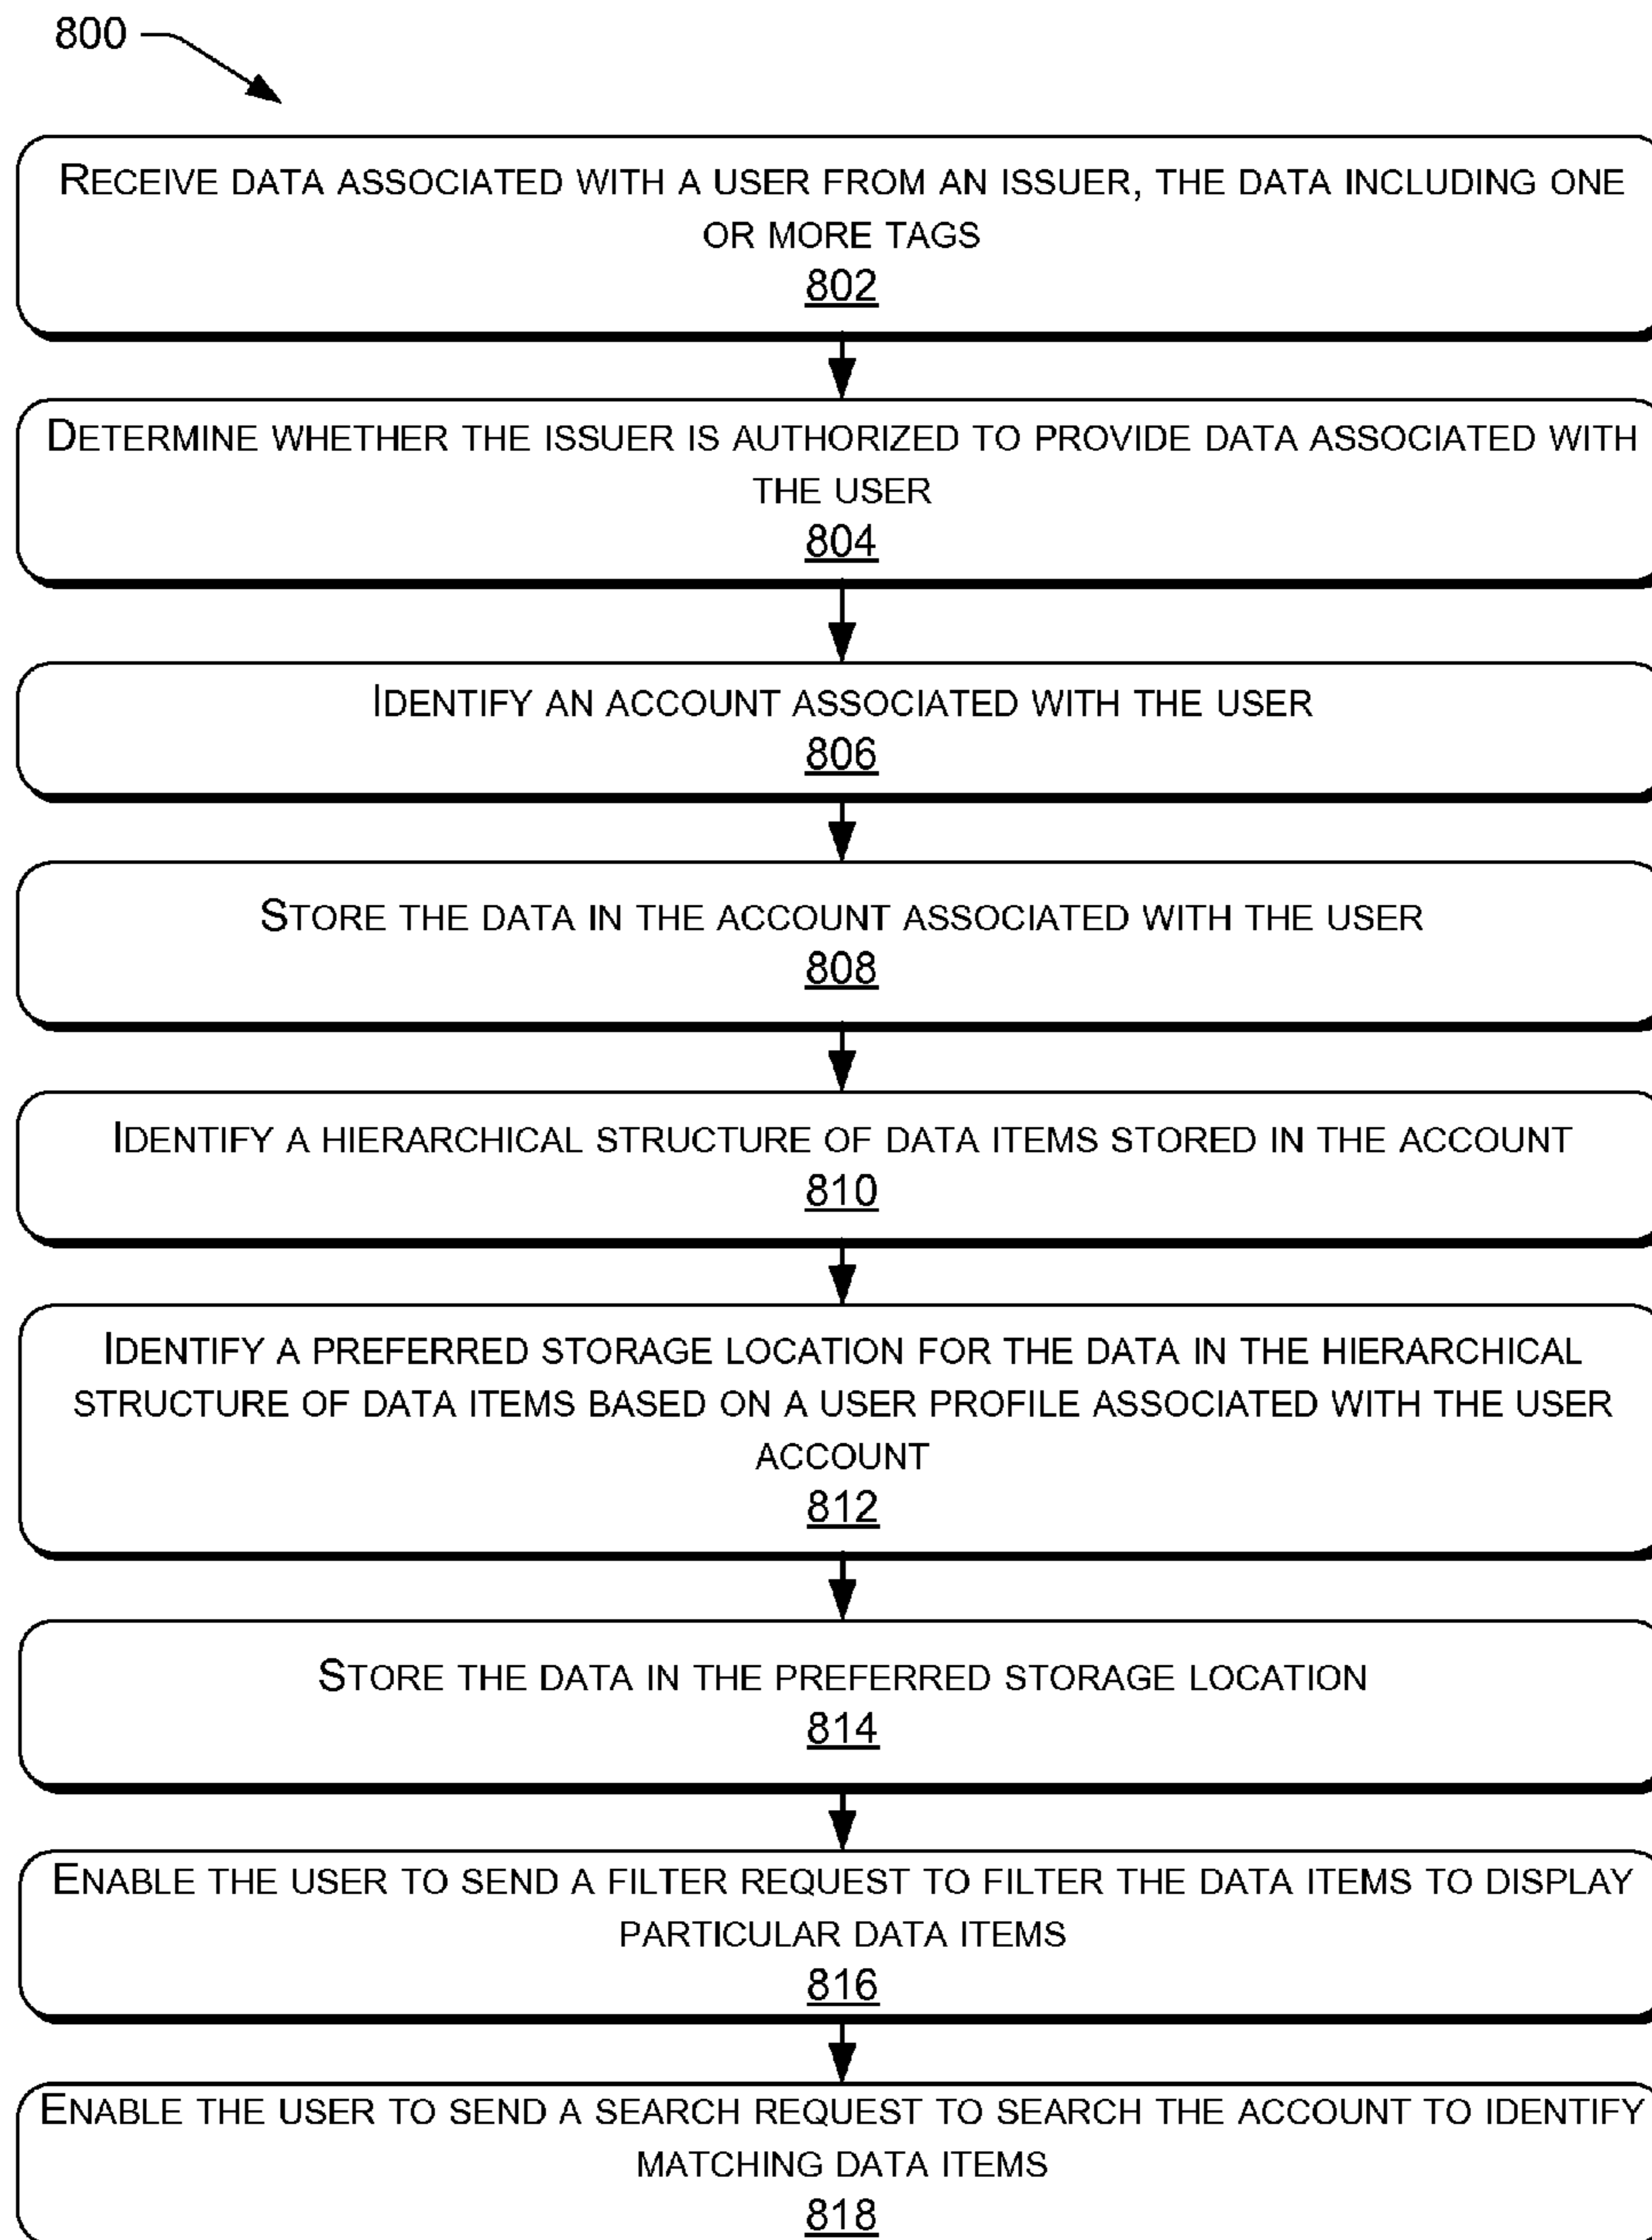 800
RECEIVE DATA ASSOCIATED WITH A USER FROM AN ISSUER, THE DATA INCLUDING ONE
OR MORE TAGS
802
DETERMINE WHETHER THE ISSUER IS AUTHORIZED TO PROVIDE DATA ASSOCIATED WITH
THE USER
804
IDENTIFY AN ACCOUNT ASSOCIATED WITH THE USER
806
STORE THE DATA IN THE ACCOUNT ASSOCIATED WITH THE USER
808
IDENTIFY A HIERARCHICAL STRUCTURE OF DATA ITEMS STORED IN THE ACCOUNT
810
IDENTIFY A PREFERRED STORAGE LOCATION FOR THE DATA IN THE HIERARCHICAL
STRUCTURE OF DATA ITEMS BASED ON A USER PROFILE ASSOCIATED WITH THE USER
ACCOUNT
812
STORE THE DATA IN THE PREFERRED STORAGE LOCATION
814
ENABLE THE USER TO SEND A FILTER REQUEST TO FILTER THE DATA ITEMS TO DISPLAY
PARTICULAR DATA ITEMS
816
ENABLE THE USER TO SEND A SEARCH REQUEST TO SEARCH THE ACCOUNT TO IDENTIFY
MATCHING DATA ITEMS
818